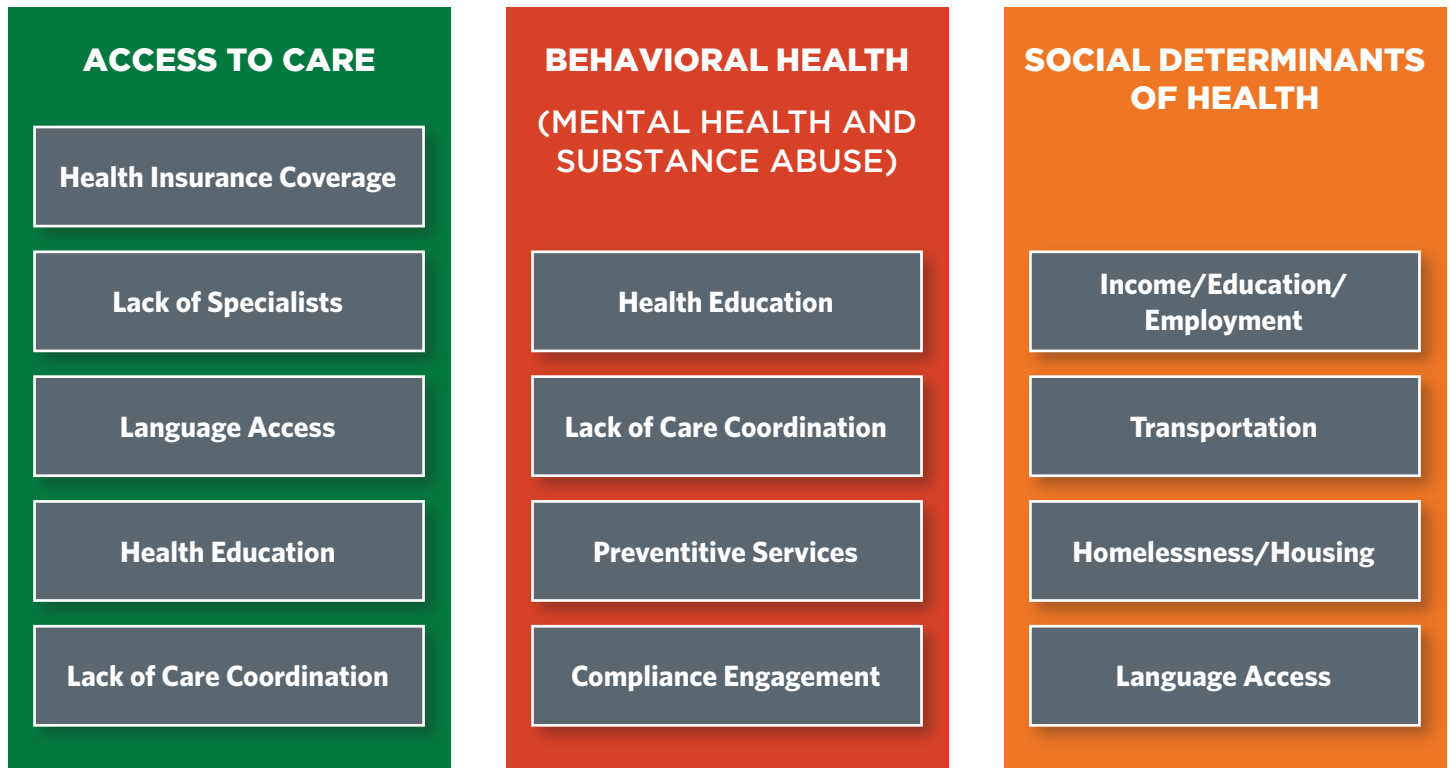 ACCESS TO CARE
Health Insurance Coverage
Lack of Specialists
Language Access
Health Education
Lack of Care Coordination
BEHAVIORAL HEALTH
(MENTAL HEALTH AND
SUBSTANCE ABUSE)
Health Education
Lack of Care Coordination
Preventitive Services
Compliance Engagement
SOCIAL DETERMINANTS
OF HEALTH
Income/Education/
Employment
Transportation
Homelessness/Housing
Language Access